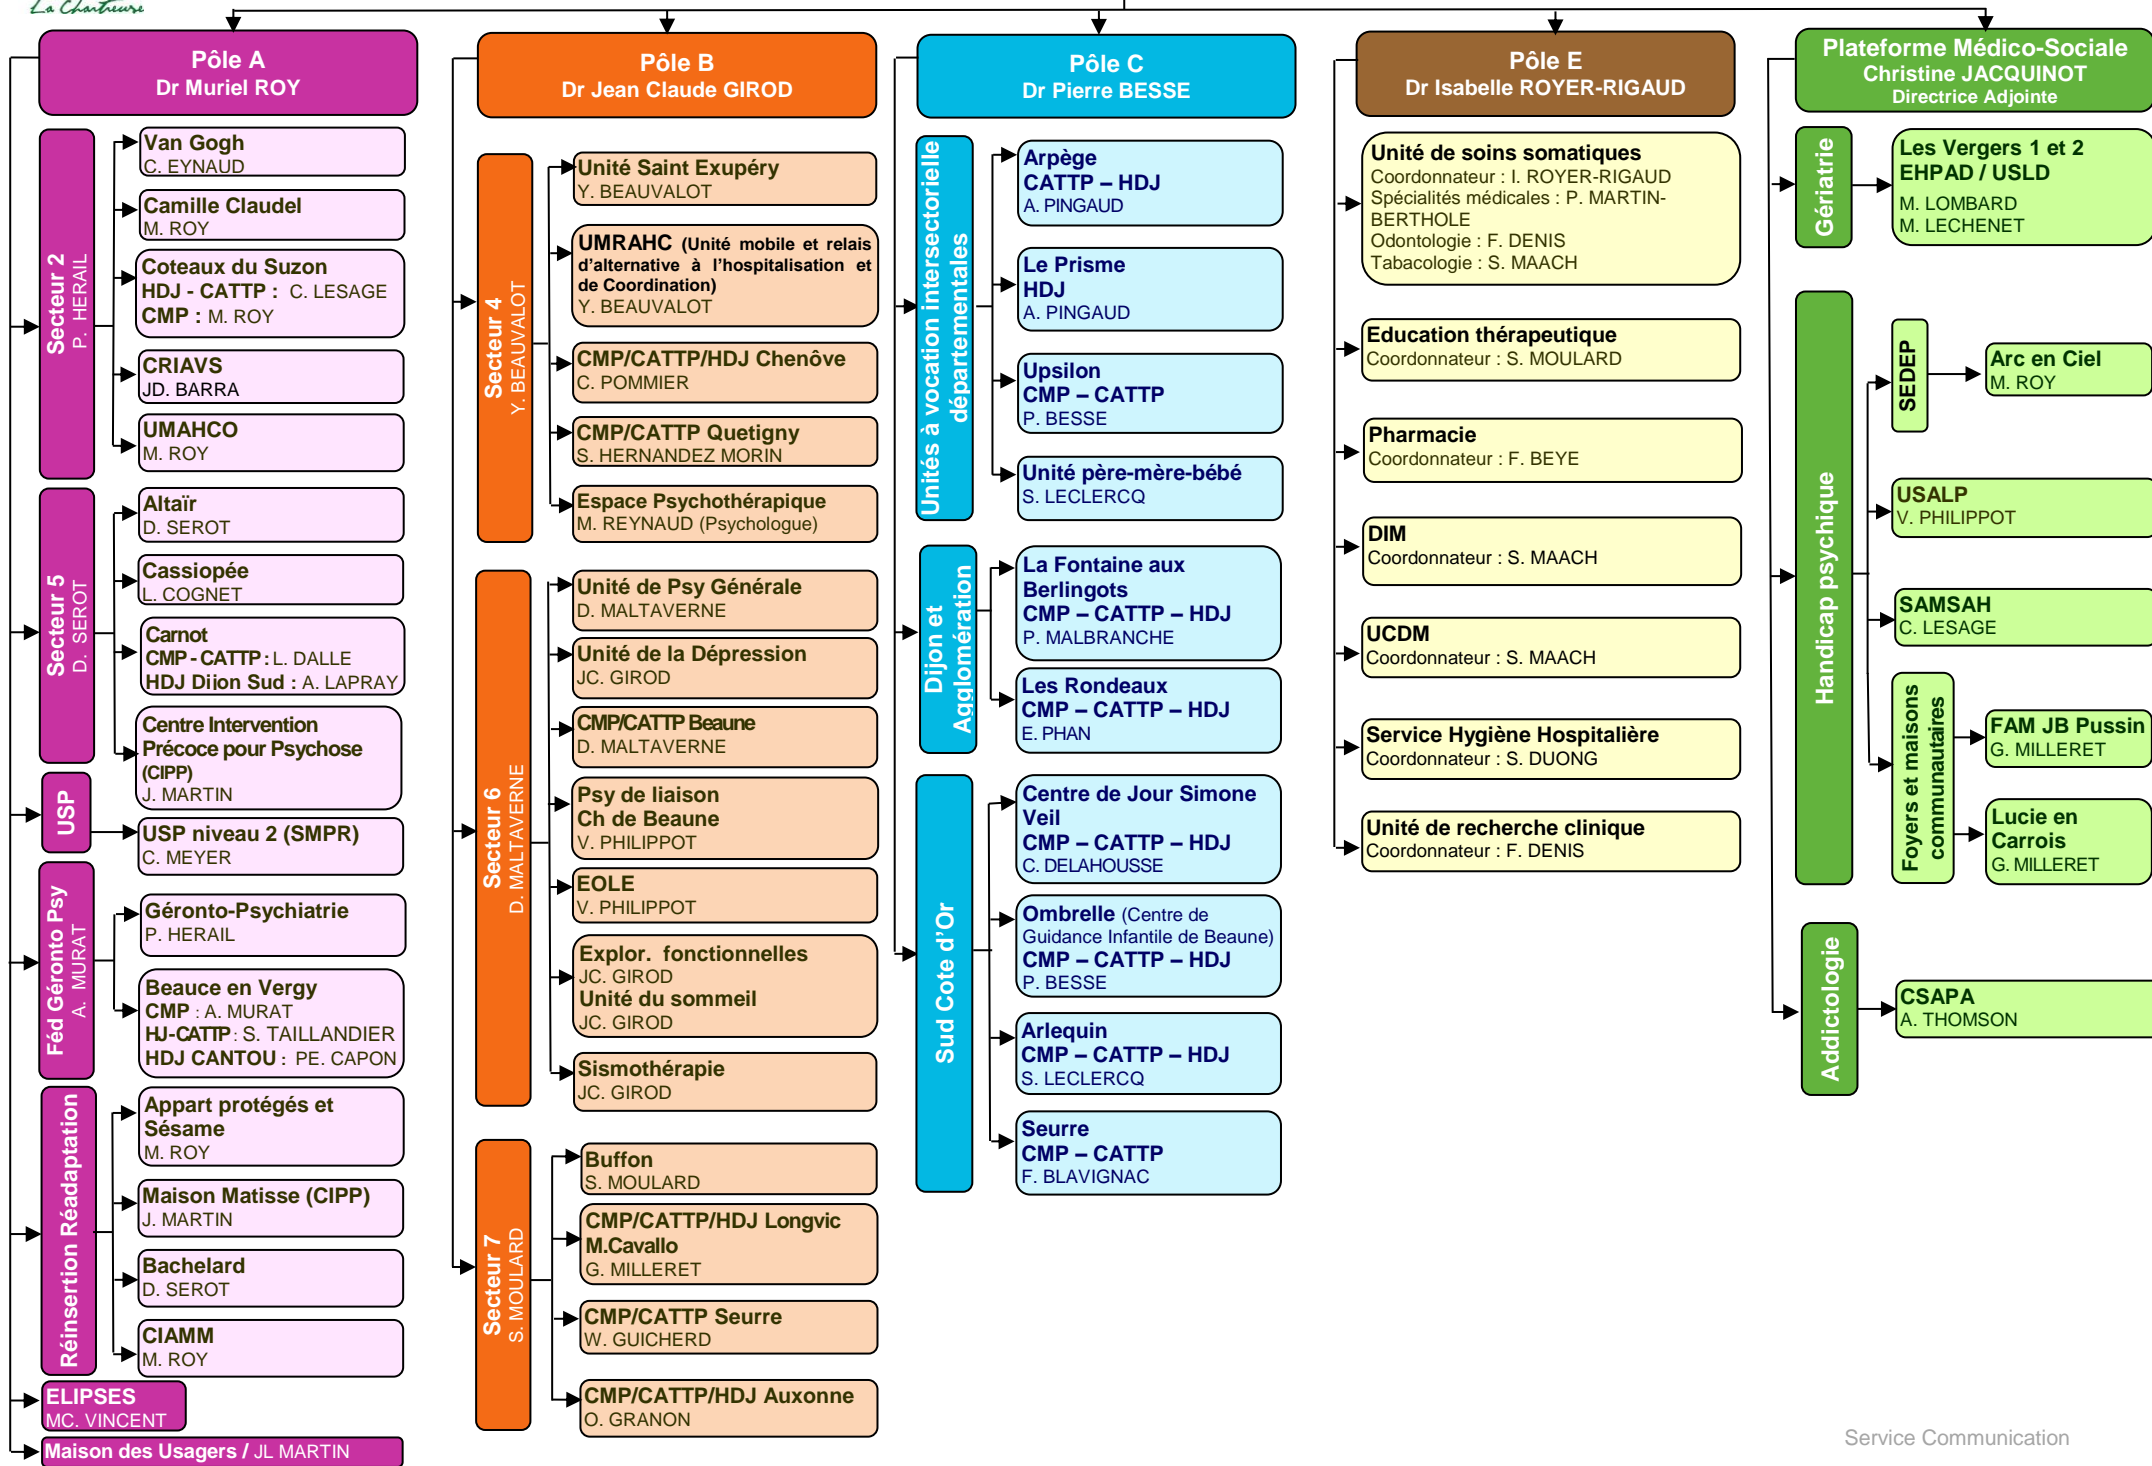 La Chartreuse
Pôle A
Dr Muriel ROY
Secteur 2
P. HERAIL
Van Gogh
C. EYNAUD
Camille Claudel
M. ROY
Coteaux du Suzon
HDJ - CATTP : C. LESAGE
CMP : M. ROY
CRIAVS
JD. BARRA
UMAHCO
M. ROY
Secteur 5
D. SEROT
Altaïr
D. SEROT
Cassiopée
L. COGNET
Carnot
CMP - CATTP : L. DALLE
HDJ Dijon Sud : A. LAPRAY
Centre Intervention
Précoce pour Psychose
(CIPP)
J. MARTIN
USP
USP niveau 2 (SMPR)
C. MEYER
Féd Géronto Psy
A. MURAT
Géronto-Psychiatrie
P. HERAIL
Beauce en Vergy
CMP : A. MURAT
HJ-CATTP : S. TAILLANDIER
HDJ CANTOU : PE. CAPON
Réinsertion Réadaptation
Appart protégés et
Sésame
M. ROY
Maison Matisse (CIPP)
J. MARTIN
Bachelard
D. SEROT
CIAMM
M. ROY
ELIPSES
MC. VINCENT
Maison des Usagers / JL MARTIN
Pôle B
Dr Jean Claude GIROD
Secteur 4
Y. BEAUVALOT
Unité Saint Exupéry
Y. BEAUVALOT
UMRAHC (Unité mobile et relais
d'alternative à l'hospitalisation et
de Coordination)
Y. BEAUVALOT
CMP/CATTP/HDJ Chenôve
C. POMMIER
CMP/CATTP Quetigny
S. HERNANDEZ MORIN
Espace Psychothérapique
M. REYNAUD (Psychologue)
Secteur 6
D. MALTAVERNE
Unité de Psy Générale
D. MALTAVERNE
Unité de la Dépression
JC. GIROD
CMP/CATTP Beaune
D. MALTAVERNE
Psy de liaison
Ch de Beaune
V. PHILIPPOT
EOLE
V. PHILIPPOT
Explor. fonctionnelles
JC. GIROD
Unité du sommeil
JC. GIROD
Sismothérapie
JC. GIROD
Secteur 7
S. MOULARD
Buffon
S. MOULARD
CMP/CATTP/HDJ Longvic
M.Cavallo
G. MILLERET
CMP/CATTP Seurre
W. GUICHERD
CMP/CATTP/HDJ Auxonne
O. GRANON
Pôle C
Dr Pierre BESSE
Unités à vocation intersectorielle
départementales
Arpège
CATTP – HDJ
A. PINGAUD
Le Prisme
HDJ
A. PINGAUD
Upsilon
CMP – CATTP
P. BESSE
Unité père-mère-bébé
S. LECLERCQ
Dijon et
Agglomération
La Fontaine aux
Berlingots
CMP – CATTP – HDJ
P. MALBRANCHE
Les Rondeaux
CMP – CATTP – HDJ
E. PHAN
Sud Cote d'Or
Centre de Jour Simone
Veil
CMP – CATTP – HDJ
C. DELAHOUSSE
Ombrelle (Centre de
Guidance Infantile de Beaune)
CMP – CATTP – HDJ
P. BESSE
Arlequin
CMP – CATTP – HDJ
S. LECLERCQ
Seurre
CMP – CATTP
F. BLAVIGNAC
Pôle E
Dr Isabelle ROYER-RIGAUD
Unité de soins somatiques
Coordonnateur : I. ROYER-RIGAUD
Spécialités médicales : P. MARTIN-
BERTHOLE
Odontologie : F. DENIS
Tabacologie : S. MAACH
Education thérapeutique
Coordonnateur : S. MOULARD
Pharmacie
Coordonnateur : F. BEYE
DIM
Coordonnateur : S. MAACH
UCDM
Coordonnateur : S. MAACH
Service Hygiène Hospitalière
Coordonnateur : S. DUONG
Unité de recherche clinique
Coordonnateur : F. DENIS
Plateforme Médico-Sociale
Christine JACQUINOT
Directrice Adjointe
Gériatrie
Les Vergers 1 et 2
EHPAD / USLD
M. LOMBARD
M. LECHENET
Handicap psychique
SEDEP
Arc en Ciel
M. ROY
USALP
V. PHILIPPOT
SAMSAH
C. LESAGE
Foyers et maisons
communautaires
FAM JB Pussin
G. MILLERET
Lucie en
Carrois
G. MILLERET
Addictologie
CSAPA
A. THOMSON
Service Communication